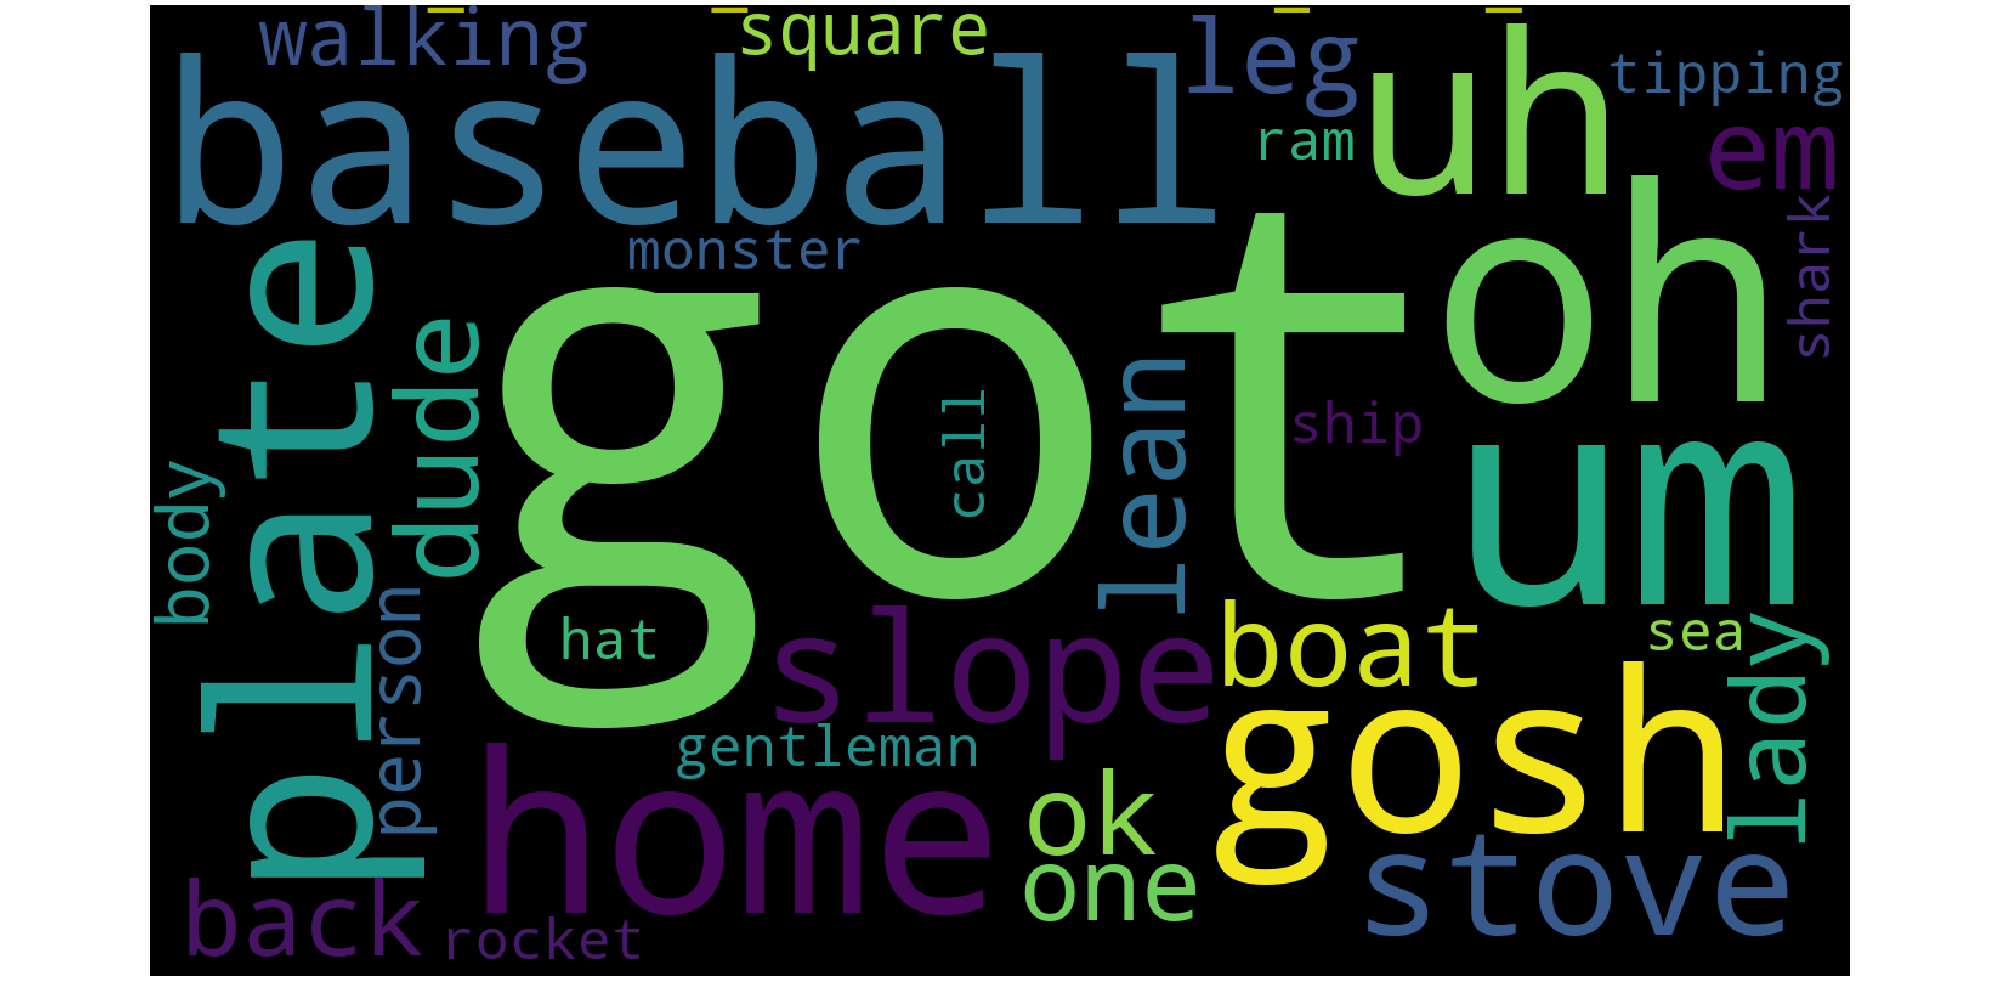 walking
square
leg
uh
tipping
baseball
ram
em
monster
shark
oh
plate
dude
got
call
lean
ship
um
body
person
hat
slope
boat
sea
lady
gentleman
gosh
home
ok
one
stove
back
rocket